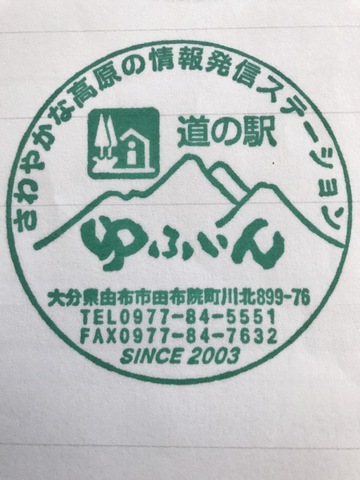 さわやかな高原の情報発信ステーション
道の駅
ゆふいん
大分県由布市由布院町川北899-76
TEL0977-84-5551
FAX0977-84-7632
SINCE 2003